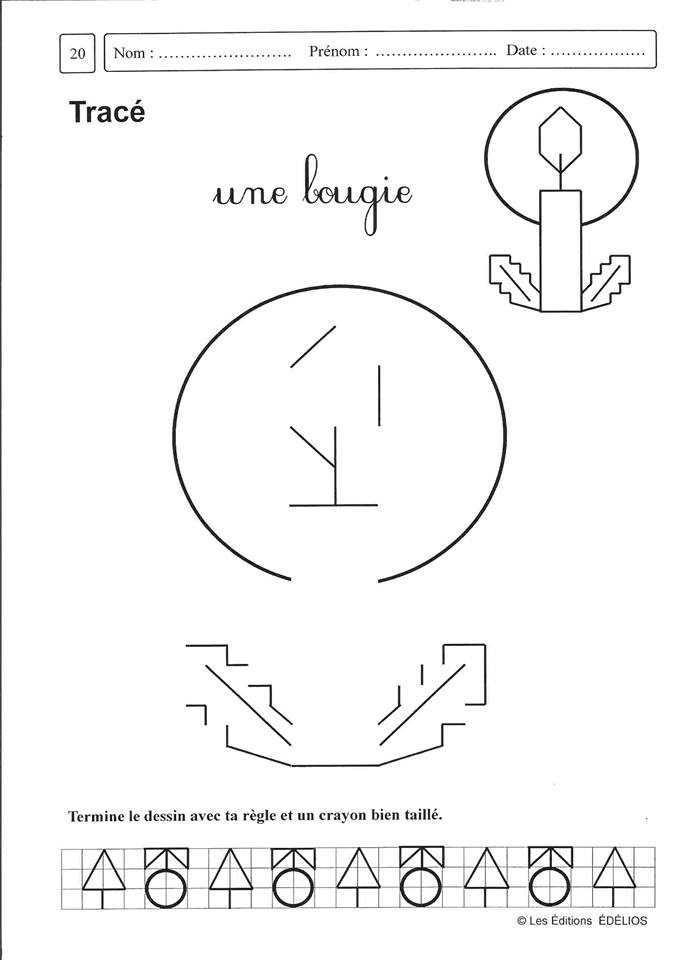 20
Nom : ……………………. Prénom : ………………….. Date : ………………
Tracé
une bougie
Termine le dessin avec ta règle et un crayon bien taillé.
© Les Éditions ÉDÉLIOS